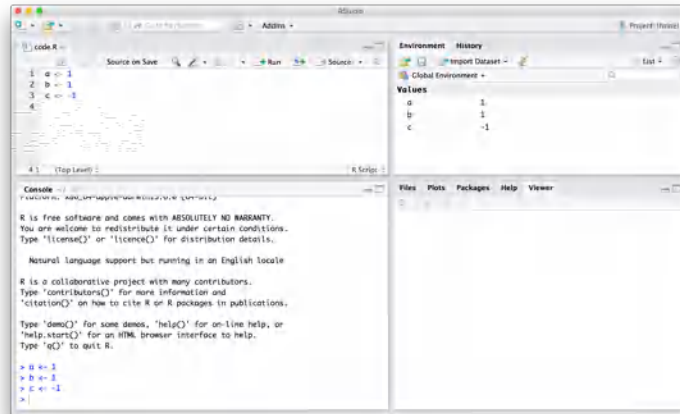 RStudio
Go to file/function
Addins
Project: (None)
code.R
Source on Save
Run
Source
1 a <- 1
2 b <- 1
3 c <- -1
4
4:1 (Top Level)
R Script
Environment History
Import Dataset
List
Global Environment
Values
a 1
b 1
c -1
Console
R is free software and comes with ABSOLUTELY NO WARRANTY.
You are welcome to redistribute it under certain conditions.
Type 'license()' or 'licence()' for distribution details.
Natural language support but running in an English locale
R is a collaborative project with many contributors.
Type 'contributors()' for more information and
'citation()' on how to cite R or R packages in publications.
Type 'demo()' for some demos, 'help()' for on-line help, or
'help.start()' for an HTML browser interface to help.
Type 'q()' to quit R.
> a <- 1
> b <- 1
> c <- -1
>
Files Plots Packages Help Viewer